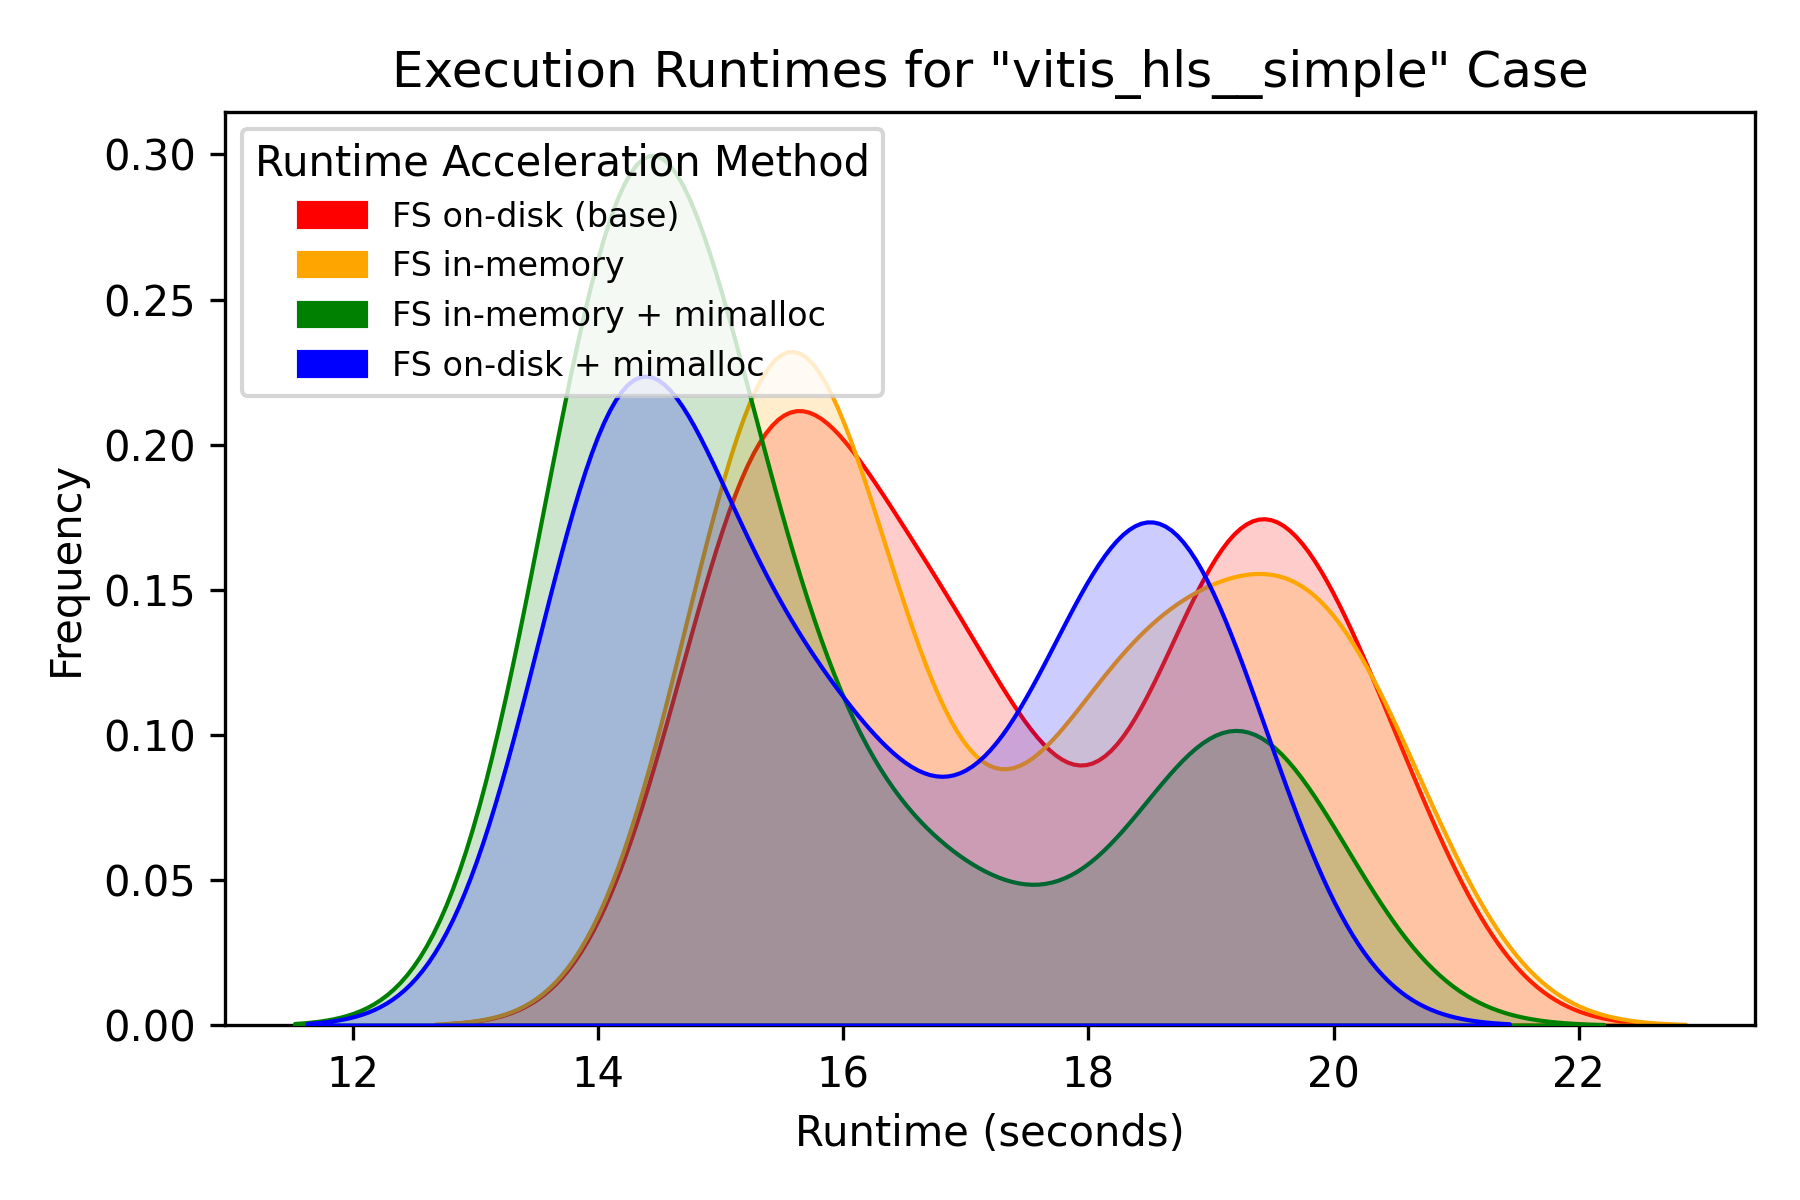 Execution Runtimes for "vitis_hls__simple" Case
Runtime Acceleration Method
FS on-disk (base)
FS in-memory
FS in-memory + mimalloc
FS on-disk + mimalloc
Frequency
0.30
0.25
0.20
0.15
0.10
0.05
0.00
12 14 16 18 20 22
Runtime (seconds)